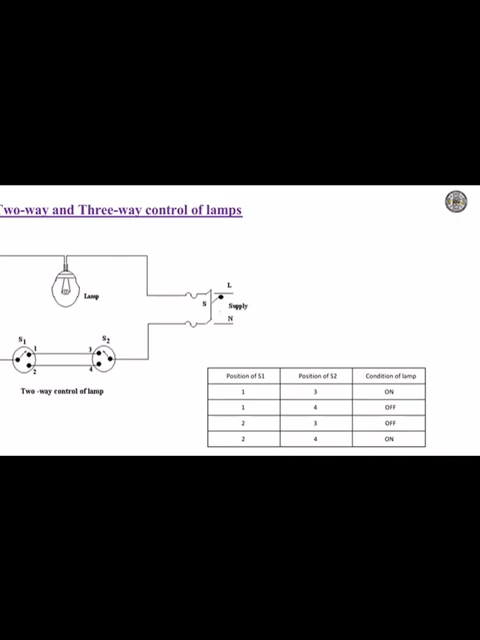 Two-way and Three-way control of lamps
L
Lamp
S
Supply
N
S1
S2
1
3
2
4
Two -way control of lamp
Position of S1 Position of S2 Condition of lamp
1 3 ON
1 4 OFF
2 3 OFF
2 4 ON